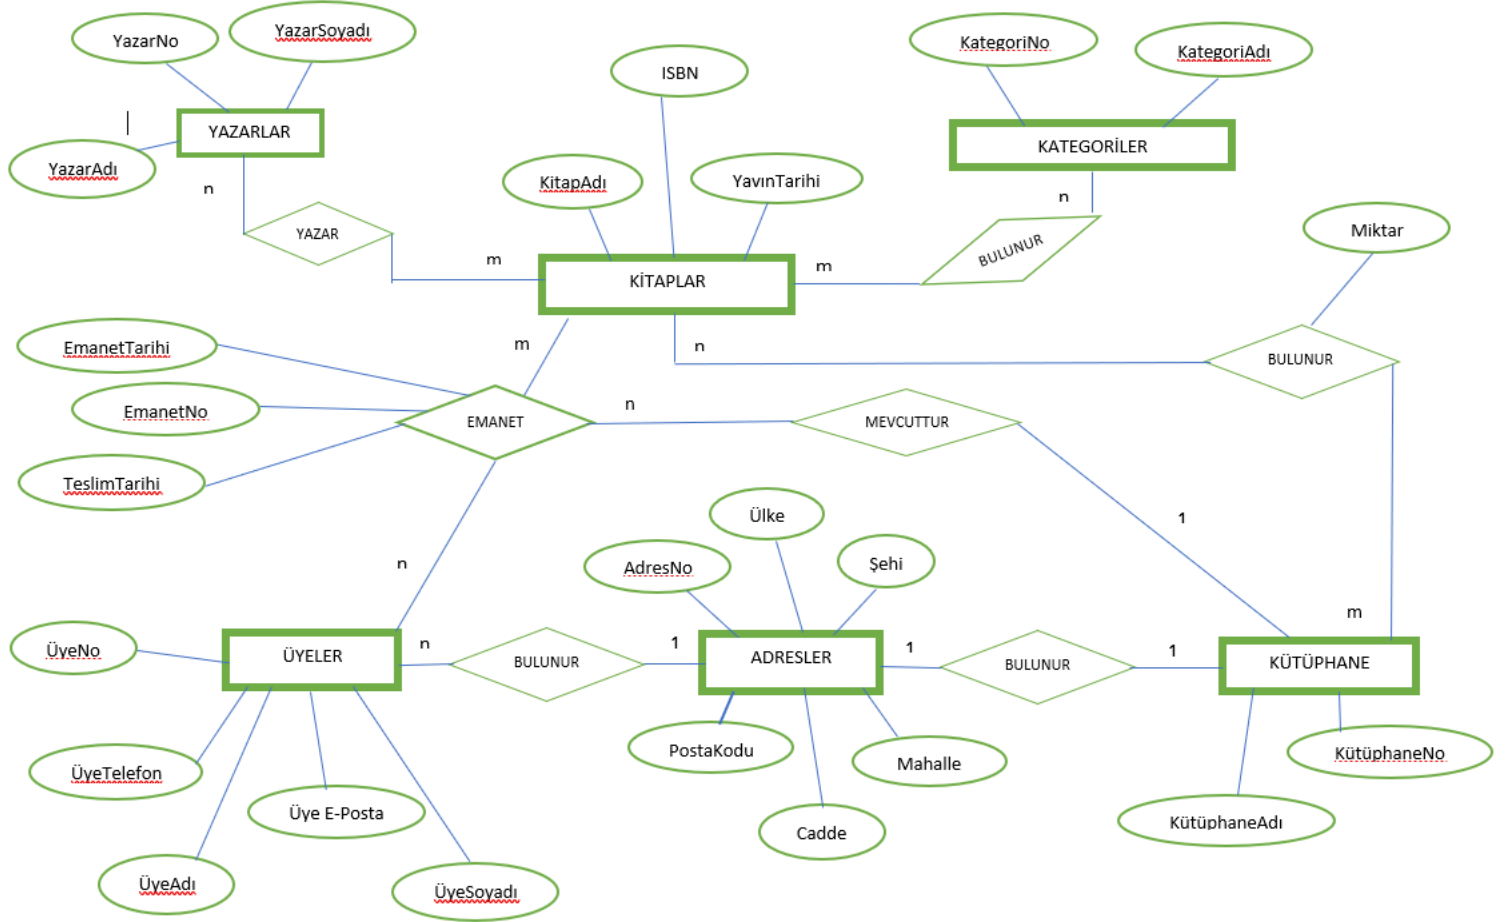 YazarNo
YazarSoyadı
YAZARLAR
YazarAdı
n
YAZAR
m
ISBN
KitapAdı
YayınTarihi
KİTAPLAR
KategoriNo
KategoriAdı
KATEGORİLER
n
BULUNUR
m
Miktar
BULUNUR
n
m
EmanetTarihi
EmanetNo
TeslimTarihi
m
EMANET
n
MEVCUTTUR
1
n
Ülke
AdresNo
Şehi
ÜyeNo
ÜYELER
n
BULUNUR
1
ADRESLER
1
BULUNUR
1
KÜTÜPHANE
ÜyeTelefon
Üye E-Posta
ÜyeAdı
ÜyeSoyadı
PostaKodu
Mahalle
Cadde
KütüphaneNo
KütüphaneAdı